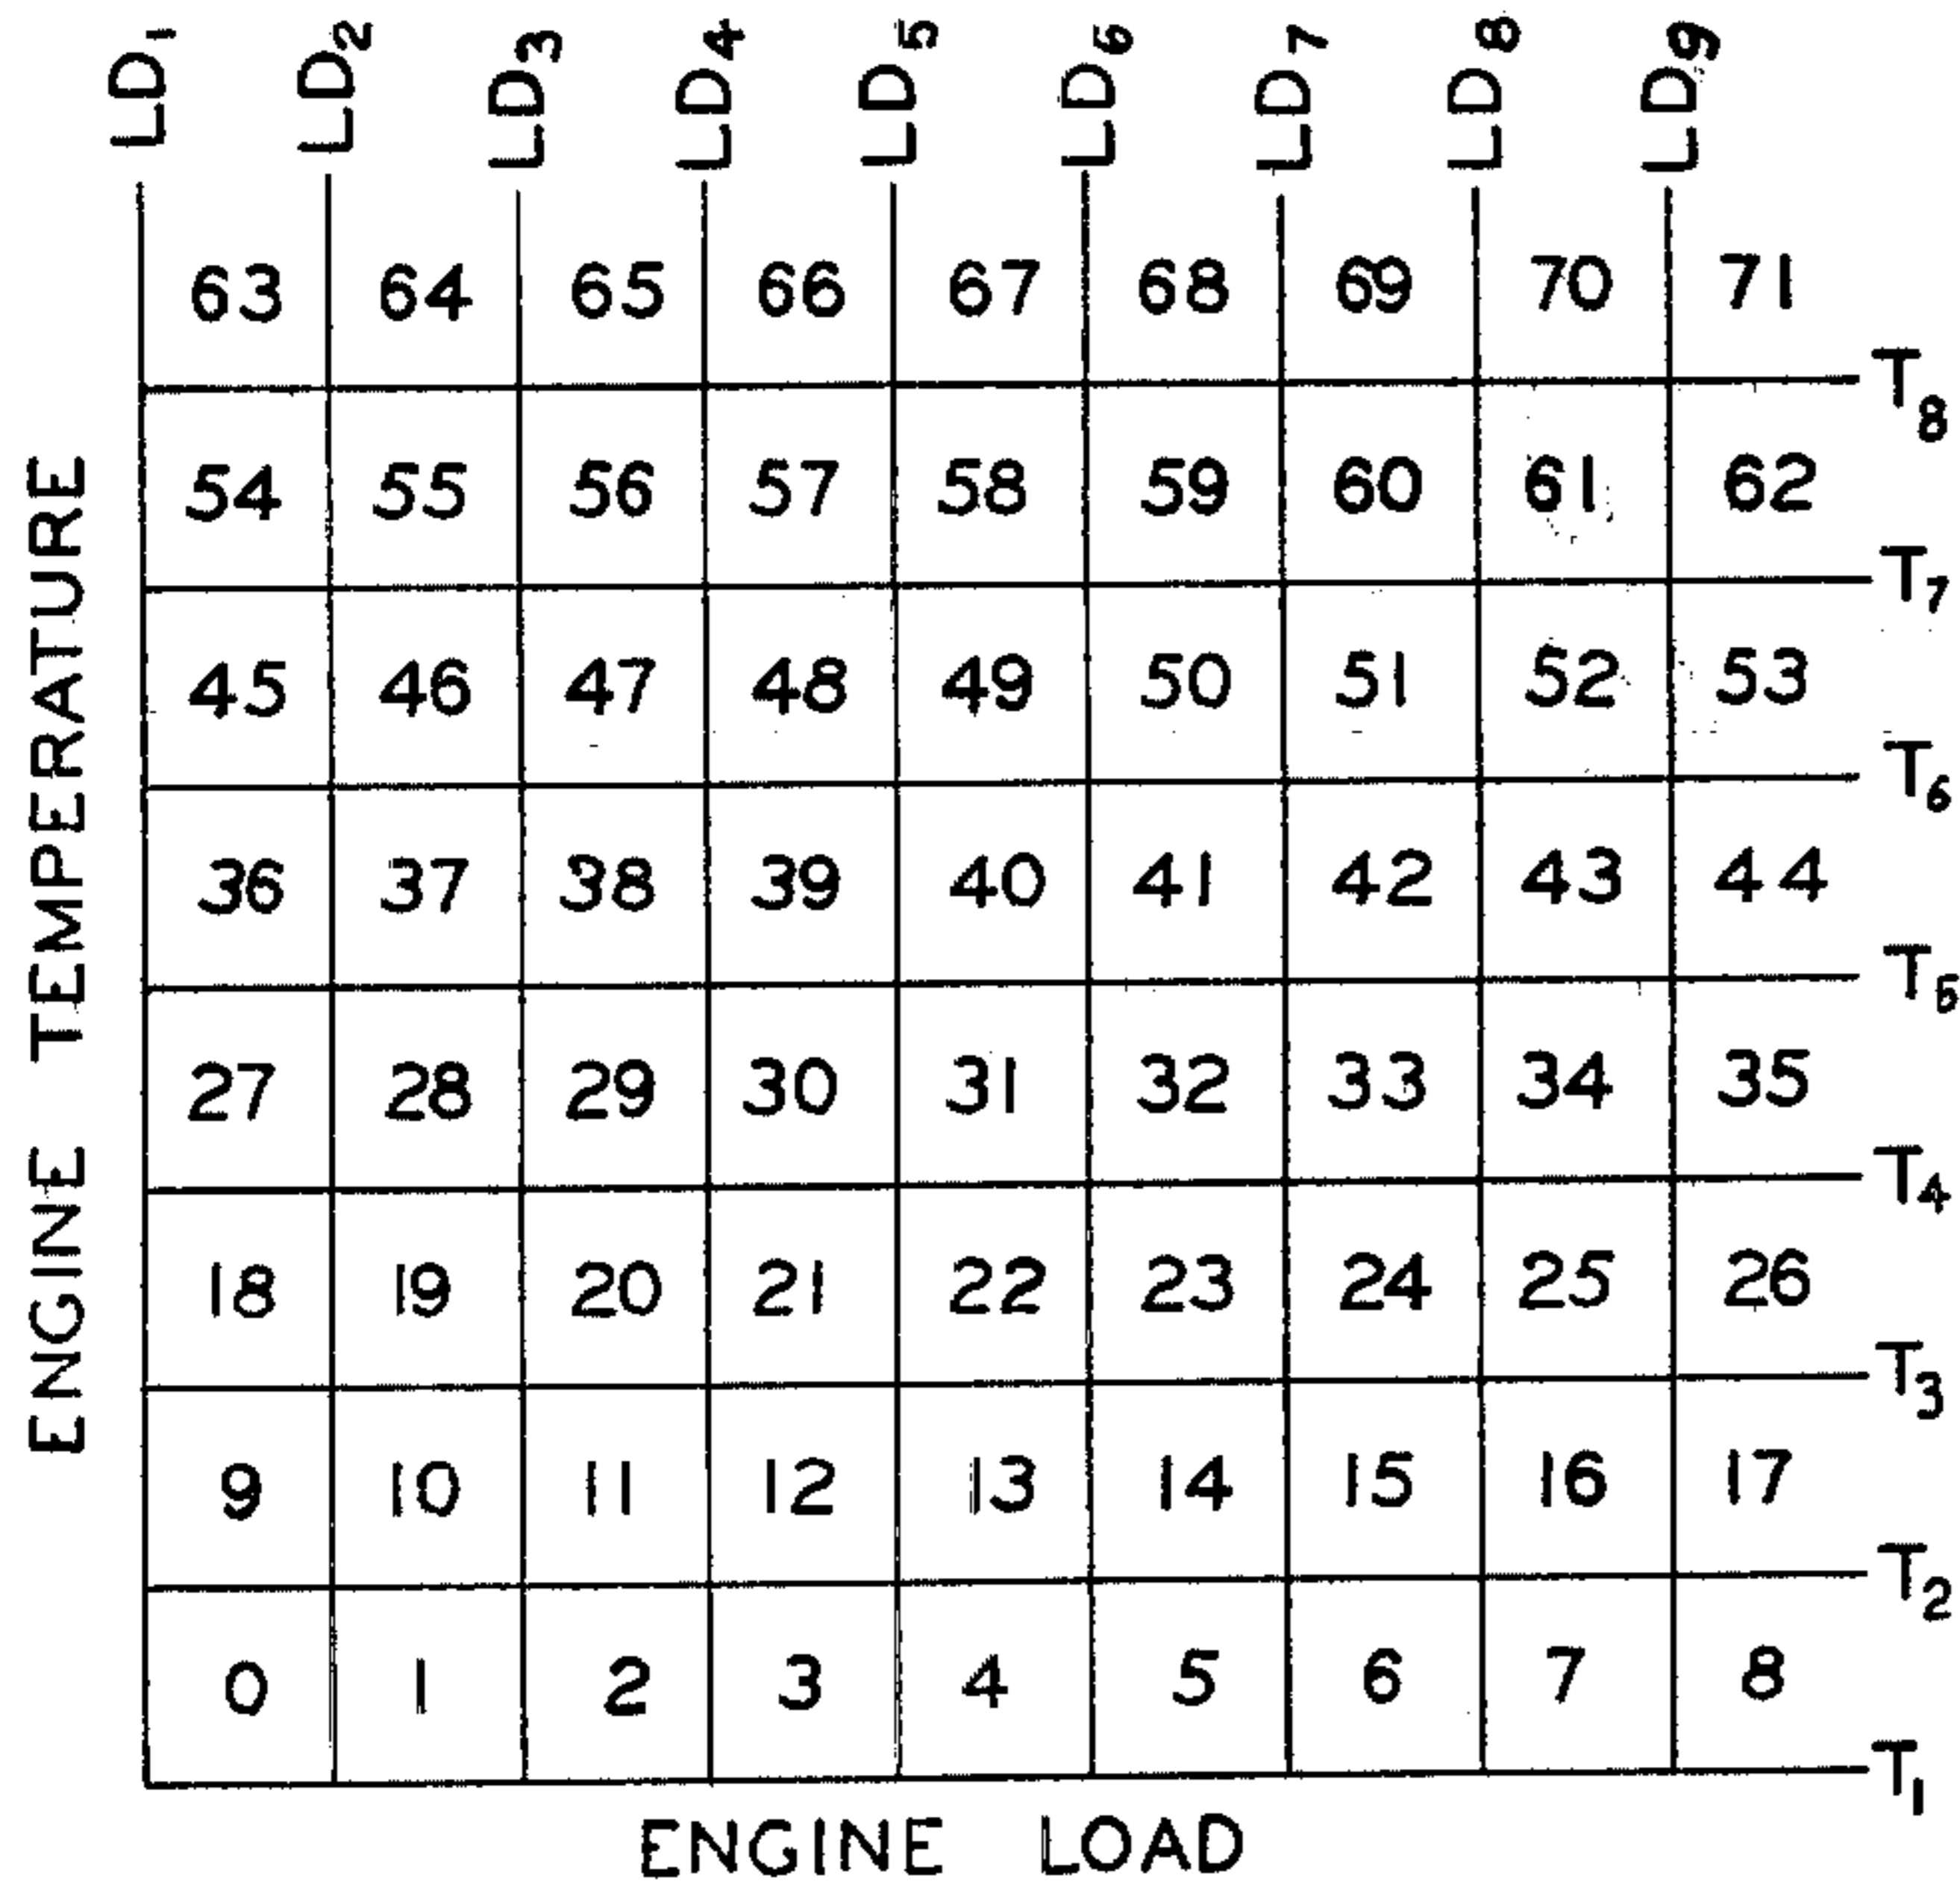 LD1 LD2 LD3 LD4 LD5 LD6 LD7 LD8 LD9
63 64 65 66 67 68 69 70 71
T8
54 55 56 57 58 59 60 61 62
T7
45 46 47 48 49 50 51 52 53
T6
36 37 38 39 40 41 42 43 44
T5
27 28 29 30 31 32 33 34 35
T4
18 19 20 21 22 23 24 25 26
T3
9 10 11 12 13 14 15 16 17
T2
0 1 2 3 4 5 6 7 8
T1
ENGINE TEMPERATURE
ENGINE LOAD